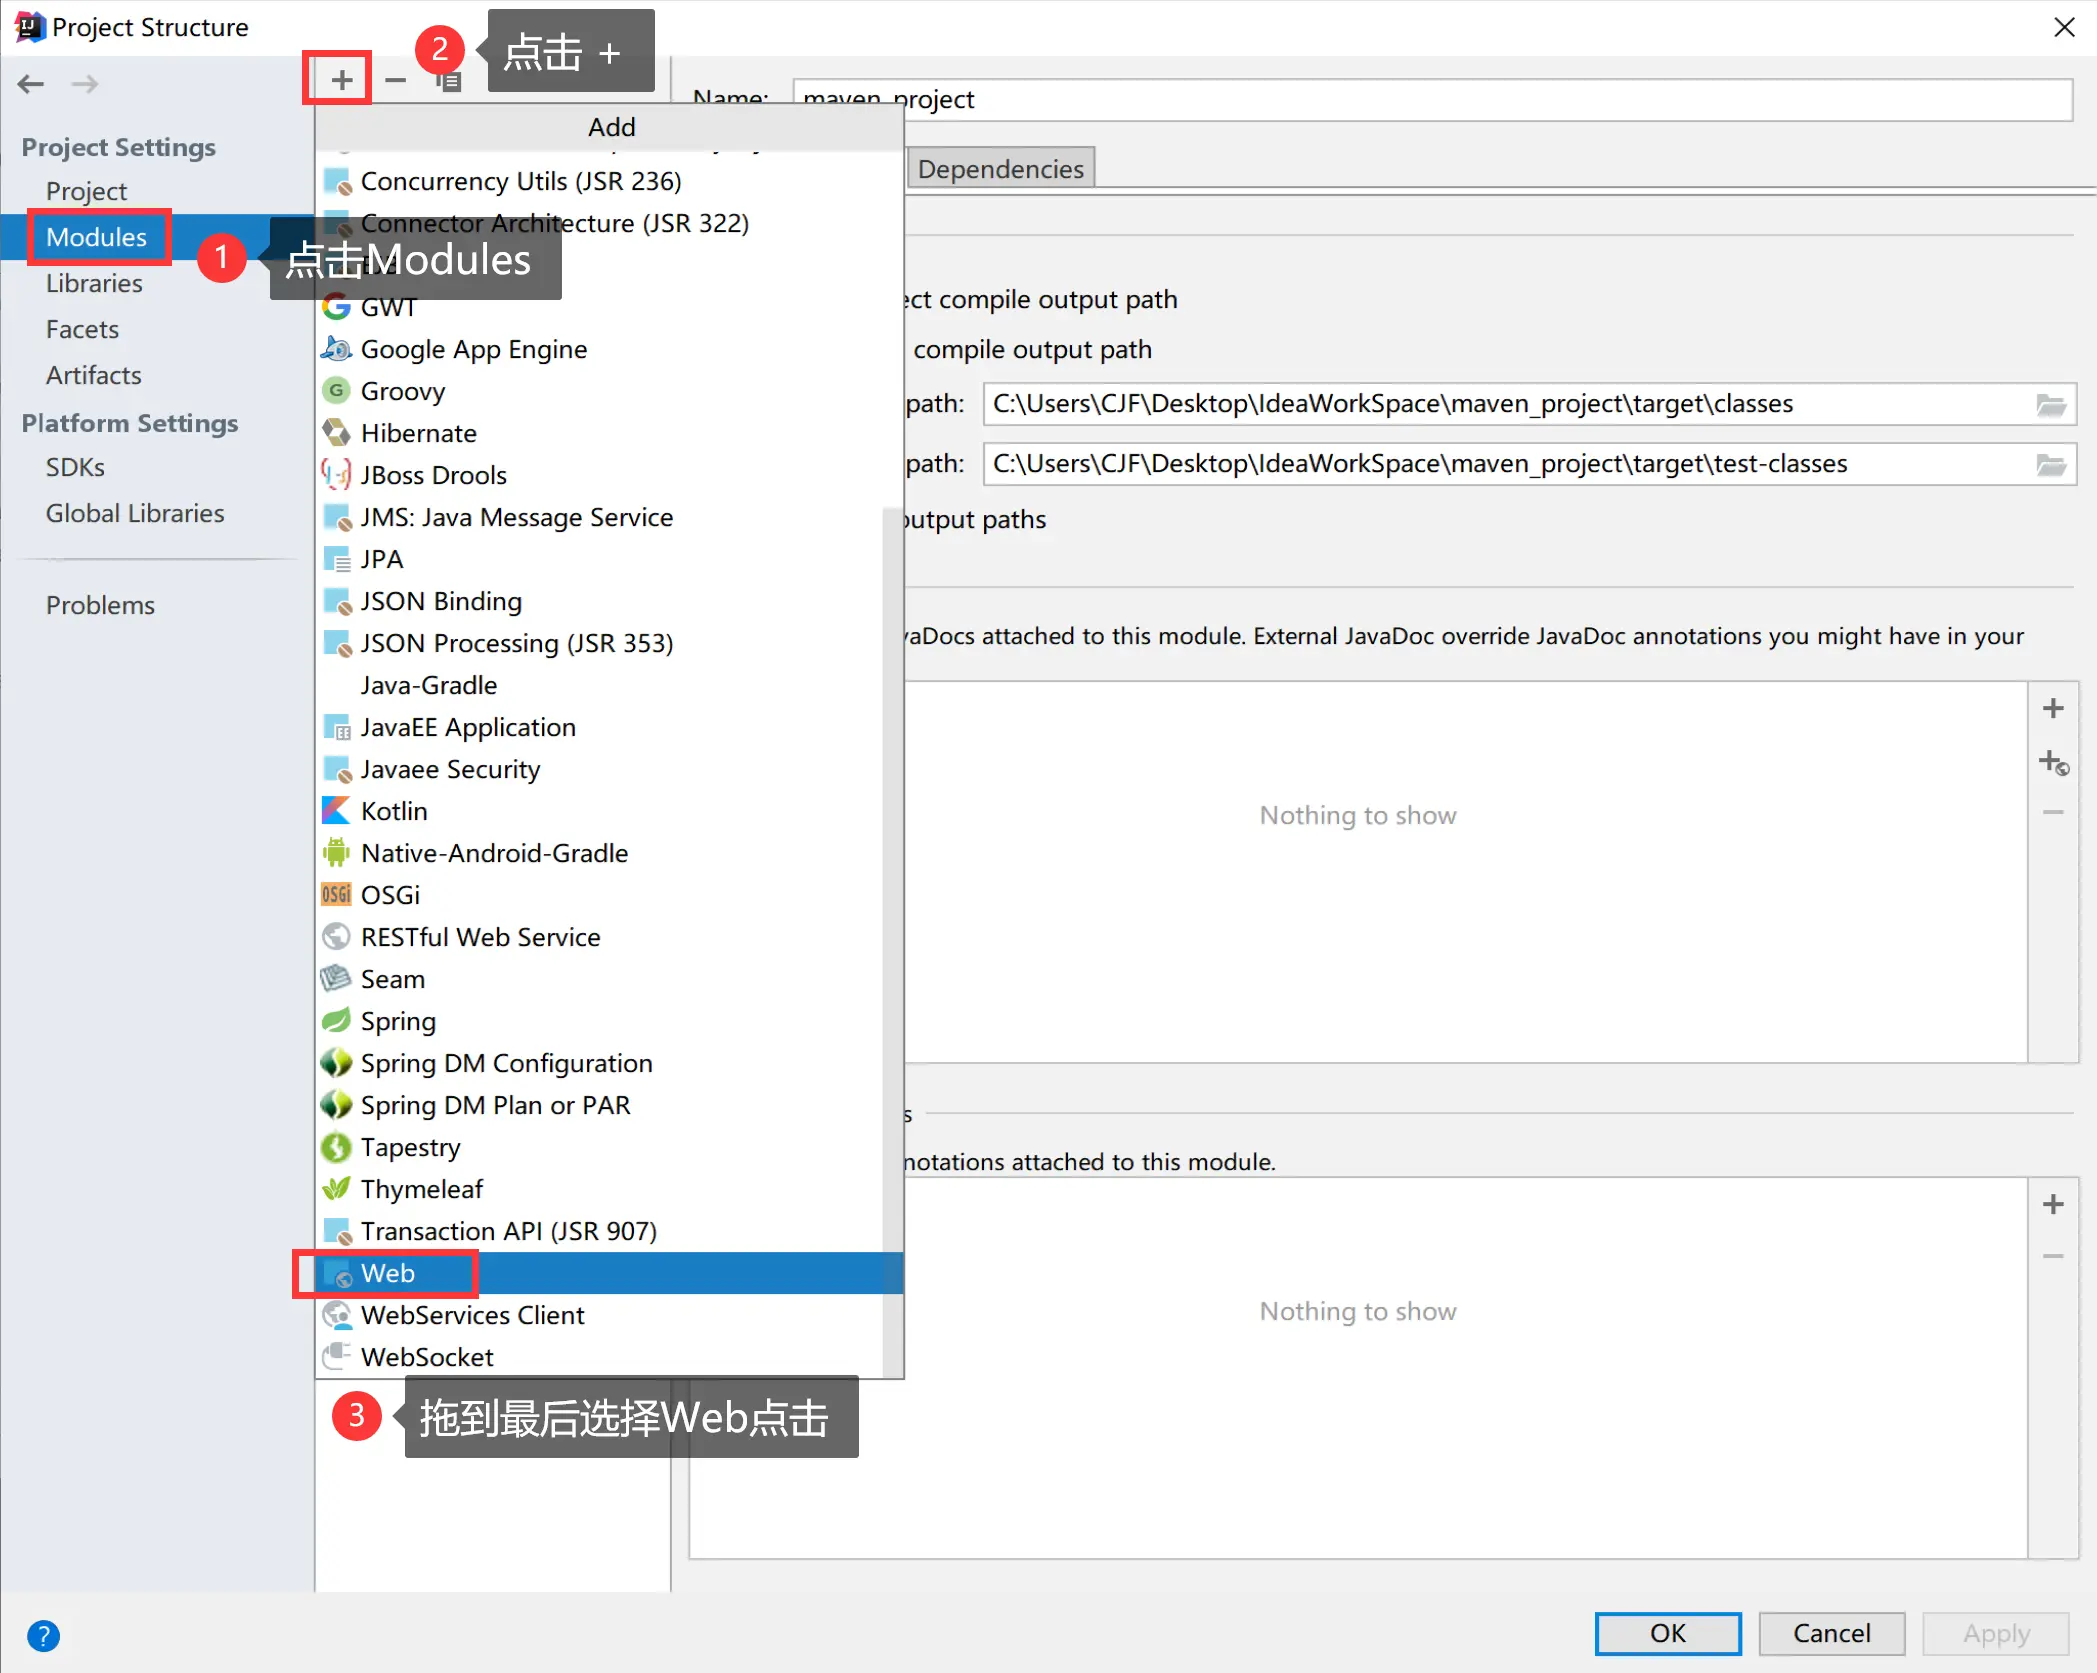 Project Structure
2
点击 +
Name:
maven_project
Add
Project Settings
Project
Modules
Libraries
Facets
Artifacts
Platform Settings
SDKs
Global Libraries
Problems
1
点击Modules
Concurrency Utils (JSR 236)
Connector Architecture (JSR 322)
GWT
Google App Engine
Groovy
Hibernate
JBoss Drools
JMS: Java Message Service
JPA
JSON Binding
JSON Processing (JSR 353)
Java-Gradle
JavaEE Application
Javaee Security
Kotlin
Native-Android-Gradle
OSGi
RESTful Web Service
Seam
Spring
Spring DM Configuration
Spring DM Plan or PAR
Tapestry
Thymeleaf
Transaction API (JSR 907)
Web
WebServices Client
WebSocket
3
拖到最后选择Web点击
Dependencies
compile output path
compile output path
path:
C:\Users\CJF\Desktop\IdeaWorkSpace\maven_project\target\classes
path:
C:\Users\CJF\Desktop\IdeaWorkSpace\maven_project\target\test-classes
output paths
attached to this module. External JavaDoc override JavaDoc annotations you might have in your
Nothing to show
attached to this module.
Nothing to show
?
OK
Cancel
Apply